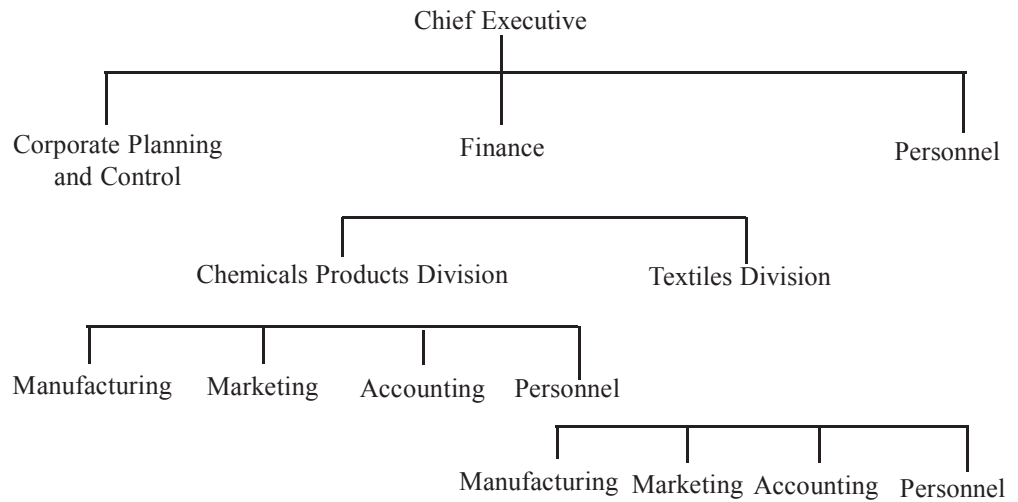 Chief Executive
Corporate Planning
and Control
Finance
Personnel
Chemicals Products Division
Textiles Division
Manufacturing
Marketing
Accounting
Personnel
Manufacturing
Marketing
Accounting
Personnel